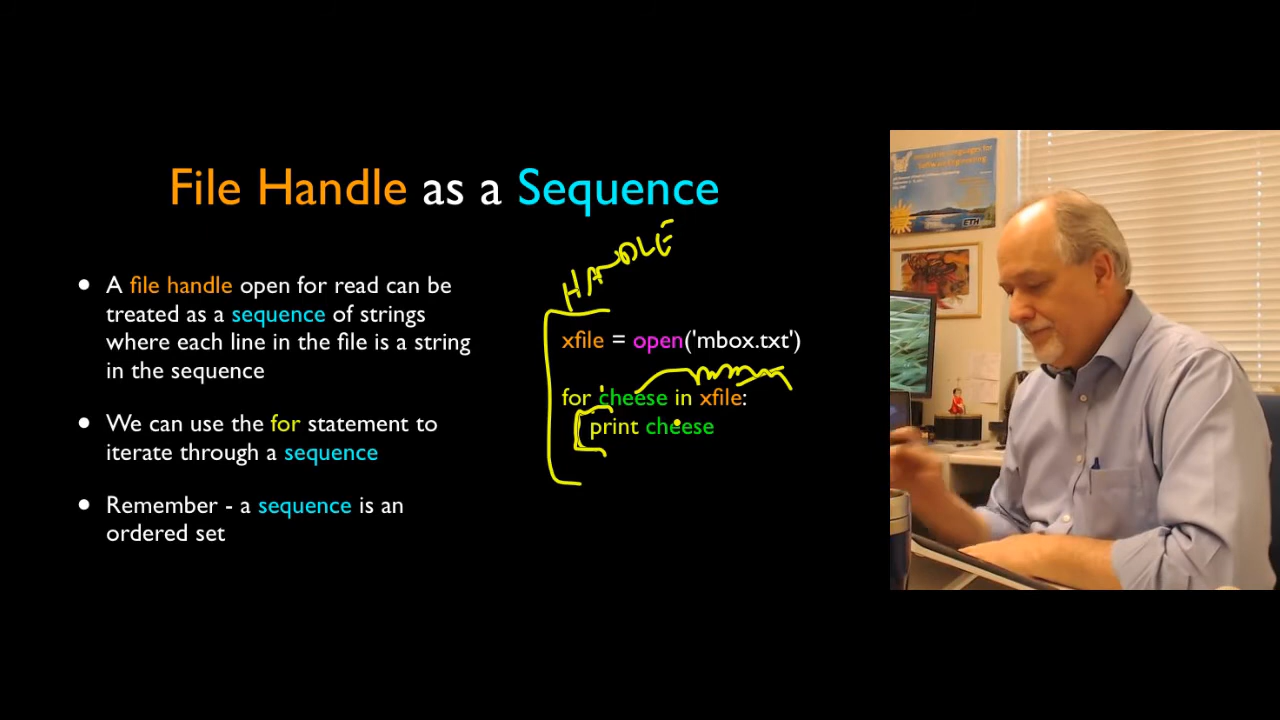 File Handle as a Sequence
HANDLE
A file handle open for read can be
treated as a sequence of strings
where each line in the file is a string
in the sequence
We can use the for statement to
iterate through a sequence
Remember - a sequence is an
ordered set
xfile = open('mbox.txt')
for cheese in xfile:
print cheese
ETH